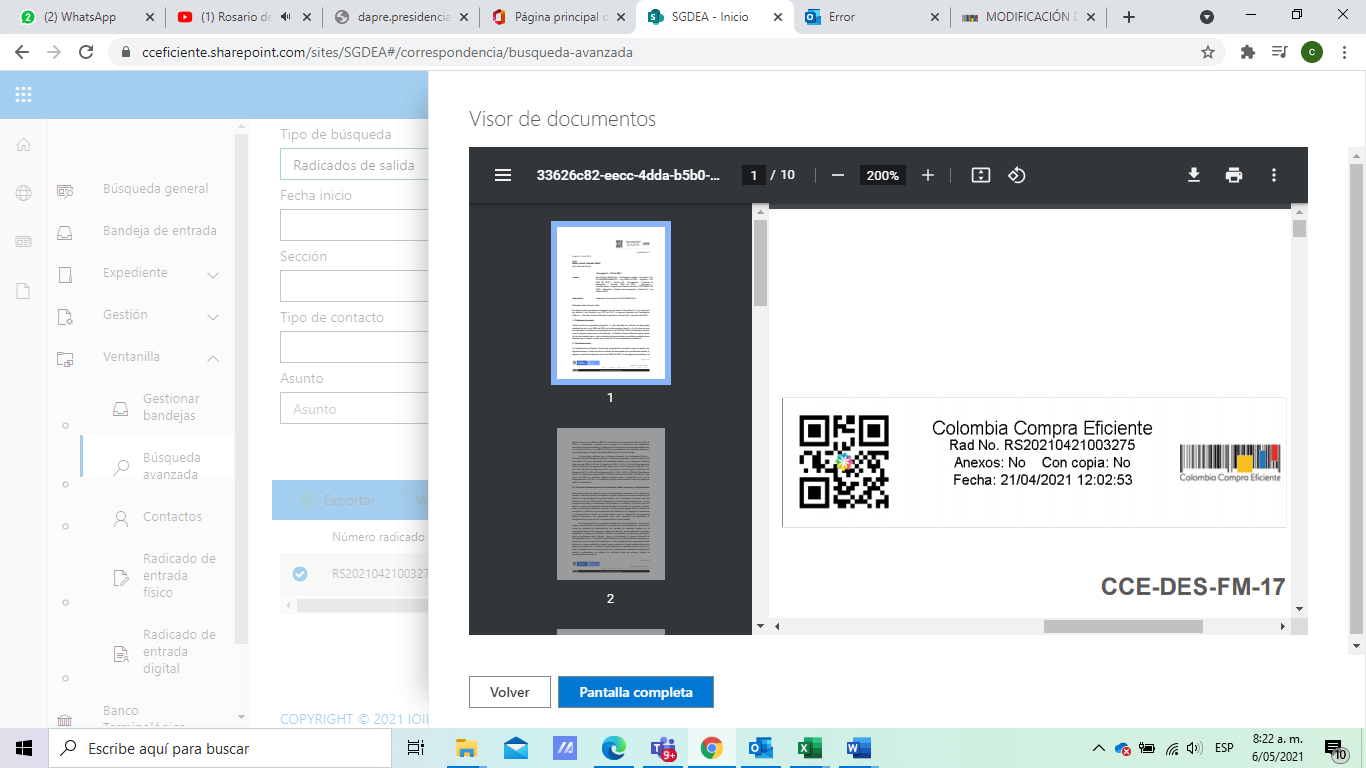 (2) WhatsApp
(1) Rosario de
dapre.presidencia
Página principal
SGDEA - Inicio
Error
MODIFICACIÓN
cceficiente.sharepoint.com/sites/SGDEA#/correspondencia/busqueda-avanzada
c
Búsqueda general
Bandeja de entrada
Expediente
Gestión
Ventanilla
Gestionar
bandejas
Búsqueda
avanzada
Contactos
Radicado de
entrada
físico
Radicado de
entrada
digital
Banco
Terminológico
Tipo de búsqueda
Radicados de salida
Fecha inicio
Sección
Tipo de contacto
Asunto
Asunto
Exportar
Ve
Número radicado
RS2021042100327
COPYRIGHT © 2021
Visor de documentos
33626c82-eecc-4dda-b5b0-...
1 / 10
200%
1
2
Colombia Compra Eficiente
Rad No. RS20210421003275
Anexos: No Con copia: No
Fecha: 21/04/2021 12:02:53
Colombia Compra Eficiente
CCE-DES-FM-17
Volver
Pantalla completa
Escribe aquí para buscar
9+
ESP
8:22 a. m.
6/05/2021
10